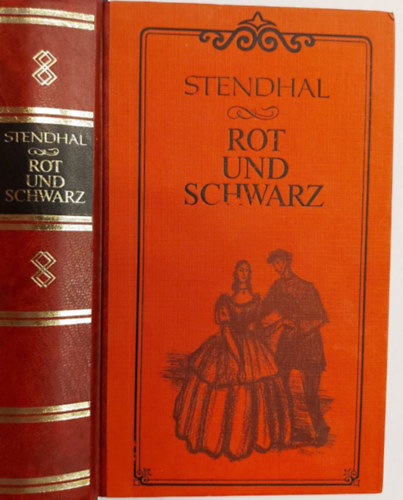 STENDHAL
ROT
UND
SCHWARZ
STENDHAL
ROT
UND
SCHWARZ